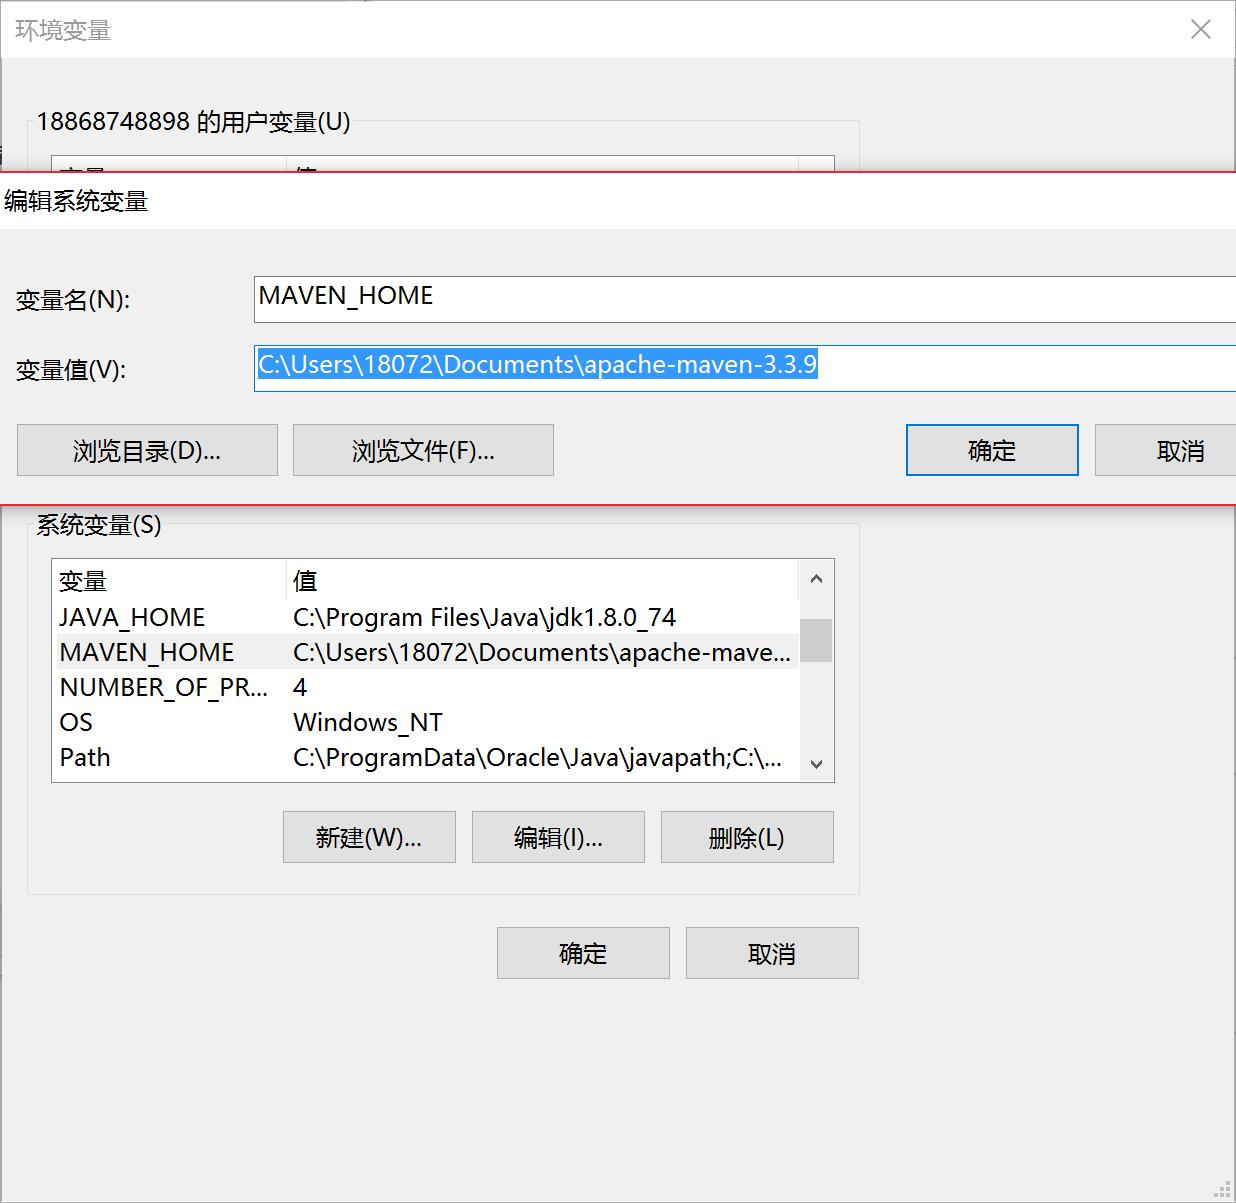 环境变量
18868748898 的用户变量(U)
编辑系统变量
变量名(N):
MAVEN_HOME
变量值(V):
C:\Users\18072\Documents\apache-maven-3.3.9
浏览目录(D)...
浏览文件(F)...
确定
取消
系统变量(S)
变量 值
JAVA_HOME C:\Program Files\Java\jdk1.8.0_74
MAVEN_HOME C:\Users\18072\Documents\apache-mave...
NUMBER_OF_PR... 4
OS Windows_NT
Path C:\ProgramData\Oracle\Java\javapath;C:\...
新建(W)...
编辑(I)...
删除(L)
确定
取消